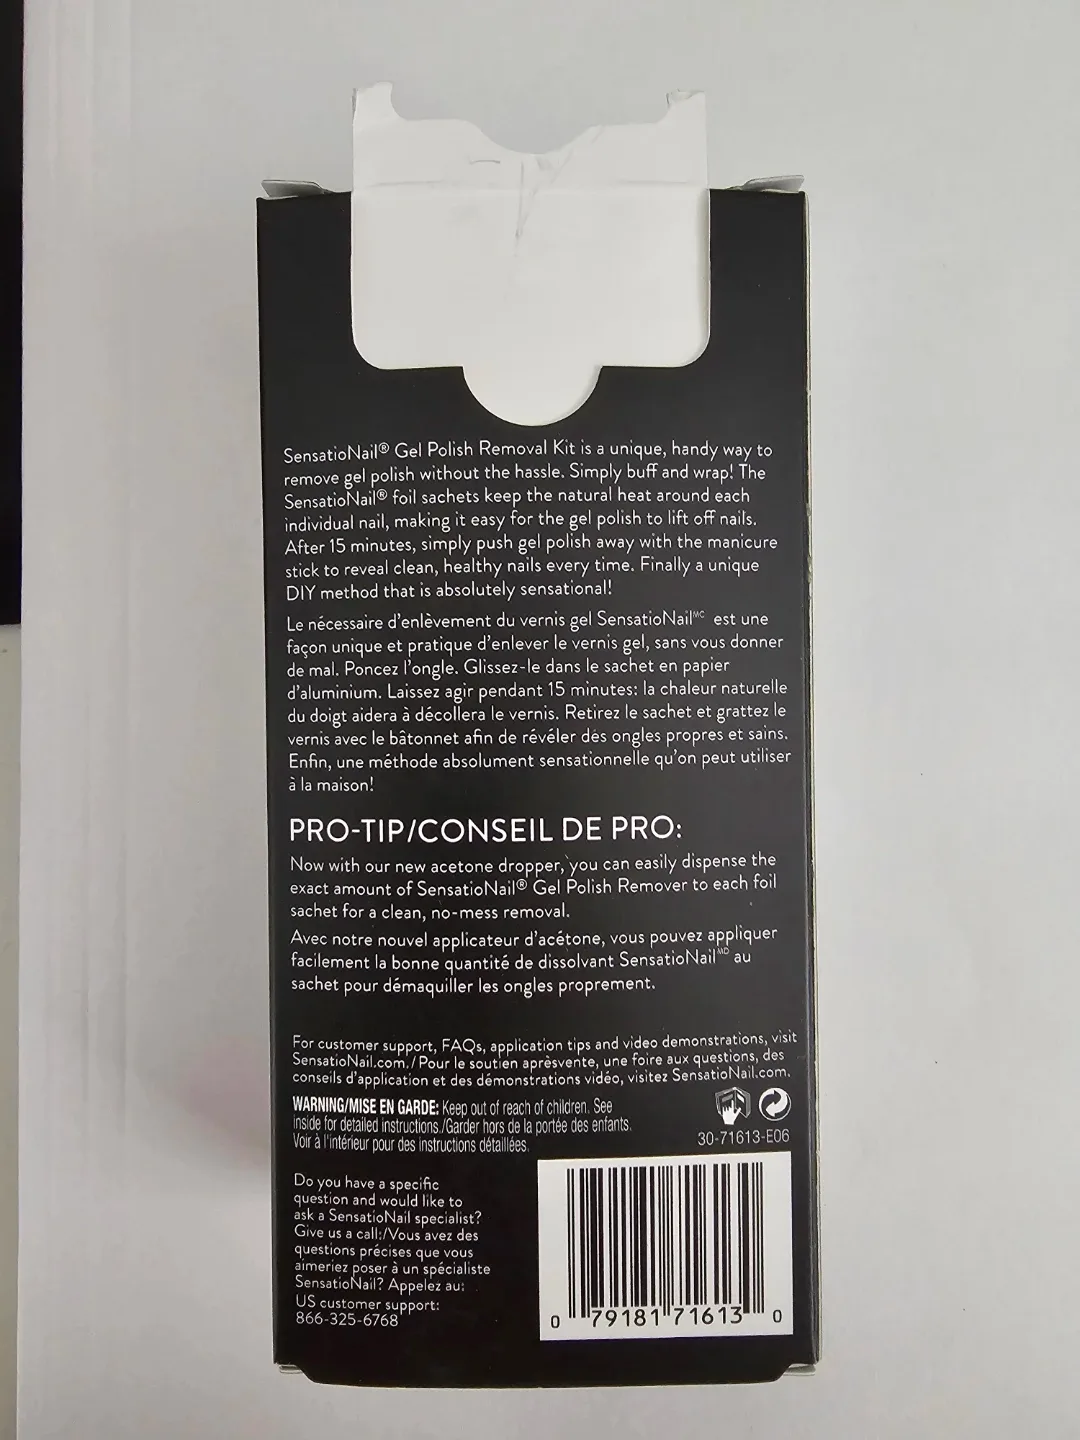 SensatioNail® Gel Polish Removal Kit is a unique, handy way to
remove gel polish without the hassle. Simply buff and wrap! The
SensatioNail® foil sachets keep the natural heat around each
individual nail, making it easy for the gel polish to lift off nails.
After 15 minutes, simply push gel polish away with the manicure
stick to reveal clean, healthy nails every time. Finally a unique
DIY method that is absolutely sensational!
Le nécessaire d'enlèvement du vernis gel SensatioNail MC est une
façon unique et pratique d'enlever le vernis gel, sans vous donner
de mal. Poncez l'ongle. Glissez-le dans le sachet en papier
d'aluminium. Laissez agir pendant 15 minutes: la chaleur naturelle
du doigt aidera à décollera le vernis. Retirez le sachet et grattez le
vernis avec le bâtonnet afin de révéler des ongles propres et sains.
Enfin, une méthode absolument sensationnelle qu'on peut utiliser
à la maison!
PRO-TIP/CONSEIL DE PRO:
Now with our new acetone dropper, you can easily dispense the
exact amount of SensatioNail® Gel Polish Remover to each foil
sachet for a clean, no-mess removal.
Avec notre nouvel applicateur d'acétone, vous pouvez appliquer
facilement la bonne quantité de dissolvant SensatioNail MD au
sachet pour démaquiller les ongles proprement.
For customer support, FAQs, application tips and video demonstrations, visit
SensatioNail.com./Pour le soutien aprèsvente, une foire aux questions, des
conseils d'application et des démonstrations vidéo, visitez SensatioNail.com.
WARNING/MISE EN GARDE: Keep out of reach of children. See
inside for detailed instructions./Garder hors de la portée des enfants.
Voir à l'intérieur pour des instructions détaillées.
30-71613-E06
Do you have a specific
question and would like to
ask a SensatioNail specialist?
Give us a call:/Vous avez des
questions précises que vous
aimeriez poser à un spécialiste
SensatioNail? Appelez au:
US customer support:
866-325-6768
0 79181 71613 0